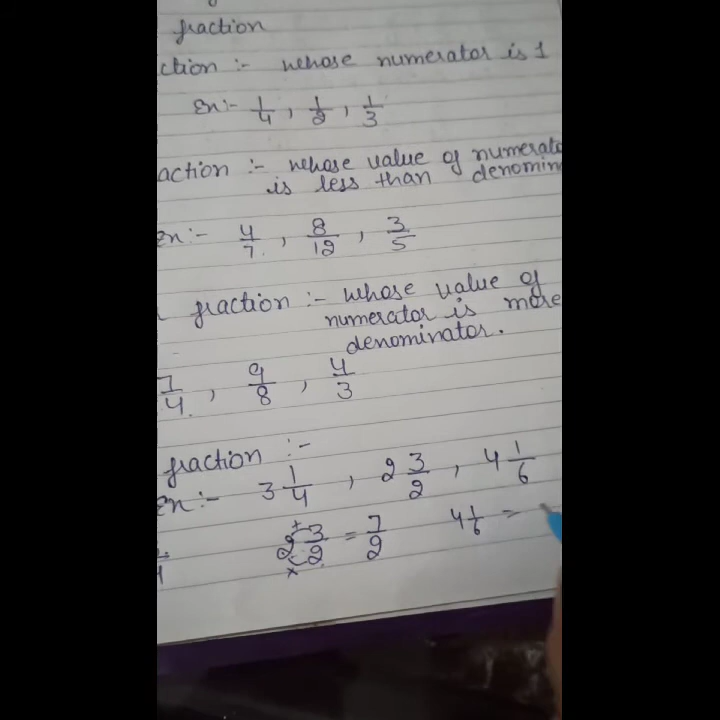 fraction
ction :- whose numerator is 1
En:- 1/4 , 1/2 , 1/3
action :- whose value of numerato
is less than denomin
En:- 4/7 , 8/12 , 3/5
fraction :- whose value of
numerator is more
denominator.
7/4 , 9/8 , 4/3
fraction :-
En:- 3 1/4 , 2 3/2 , 4 1/6
2 + 3/2 x = 7/2 4 1/6 =